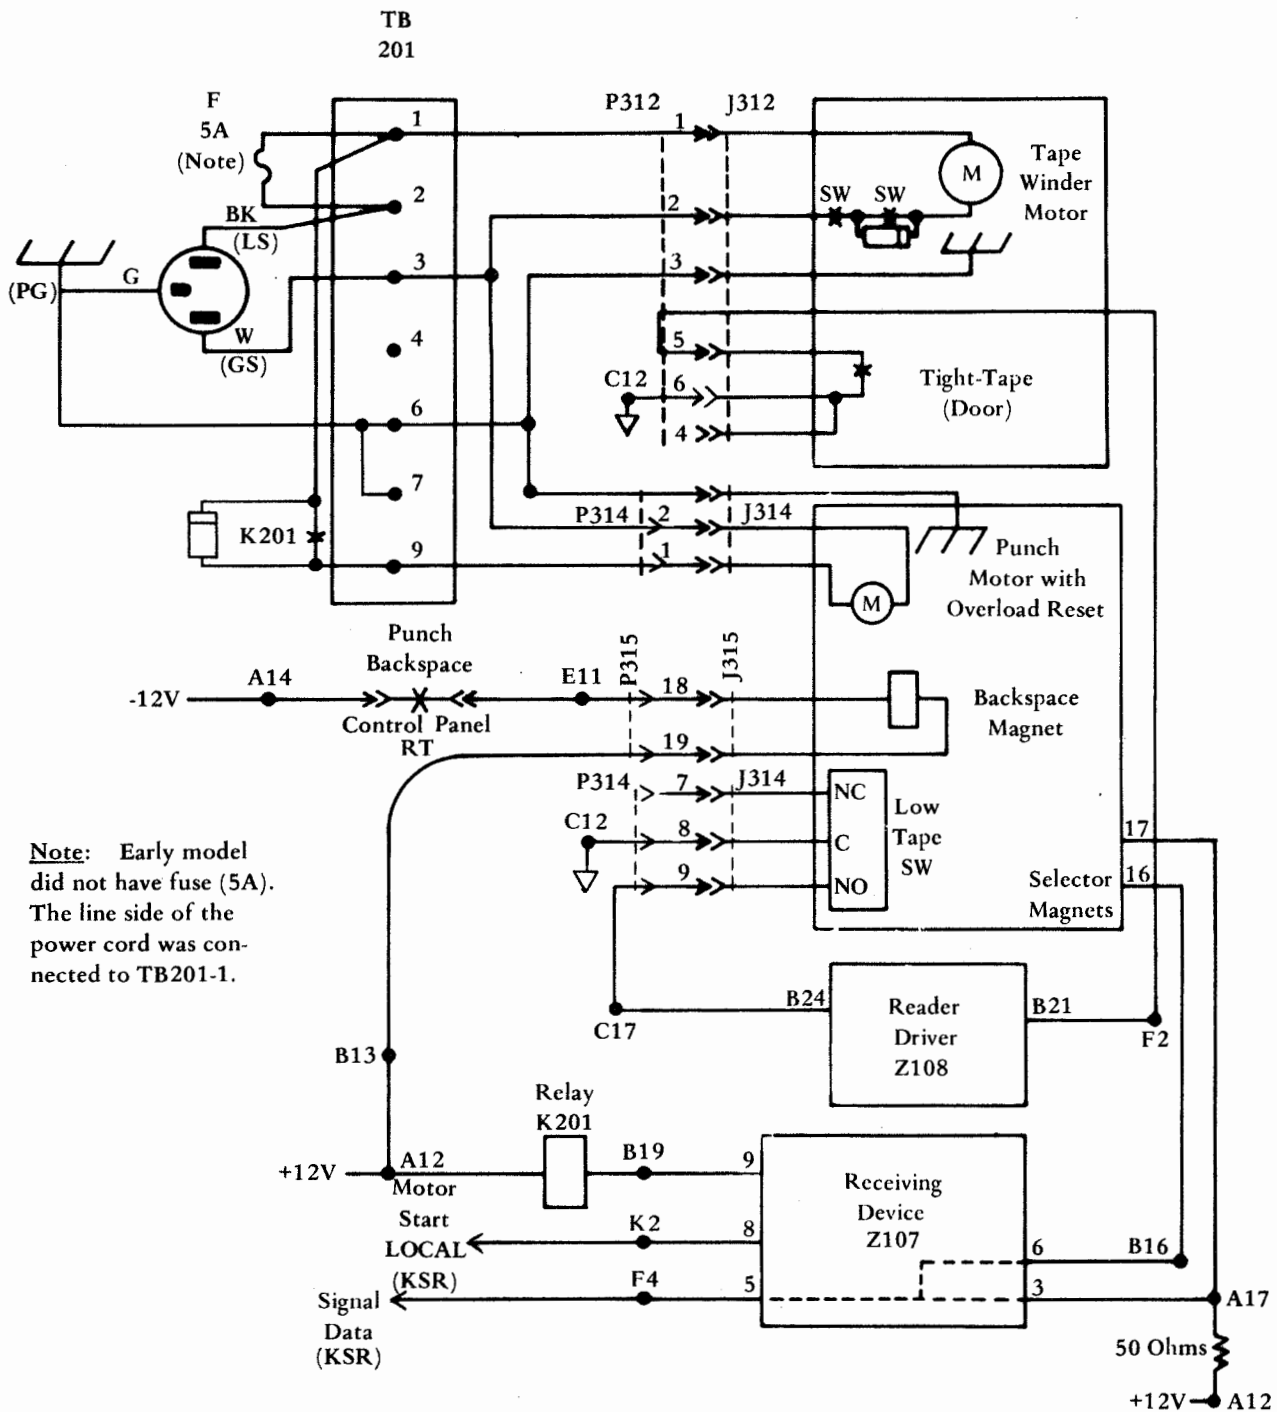 TB
201
F
5A
(Note)
1
P312
J312
1
SW
SW
M
Tape
Winder
Motor
2
2
BK
(LS)
3
3
G
(PG)
W
(GS)
4
5
Tight-Tape
(Door)
C12
6
6
4
7
P314
2
J314
K201
9
1
Punch
Motor with
Overload Reset
M
Punch
Backspace
P315
J315
-12V
A14
E11
18
Backspace
Magnet
Control Panel
RT
19
P314
7
J314
NC
Low
Tape
SW
C12
8
C
17
9
NO
16
Selector
Magnets
Note: Early model
did not have fuse (5A).
The line side of the
power cord was con-
nected to TB201-1.
B24
Reader
Driver
Z108
B21
C17
F2
B13
Relay
K201
+12V
A12
B19
9
Motor
Start
LOCAL
(KSR)
K2
8
Receiving
Device
Z107
6
B16
F4
5
3
A17
Signal
Data
(KSR)
50 Ohms
+12V
A12